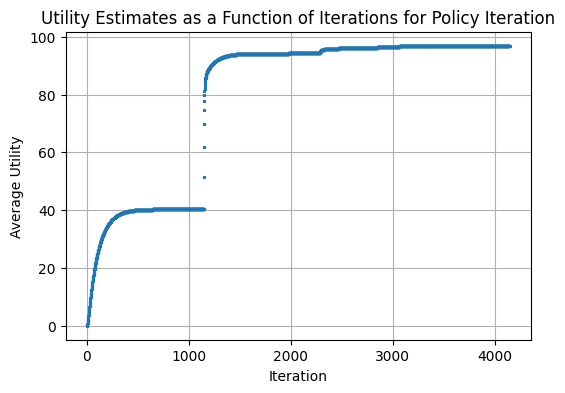 Utility Estimates as a Function of Iterations for Policy Iteration
100
80
60
40
20
0
Average Utility
0 1000 2000 3000 4000
Iteration